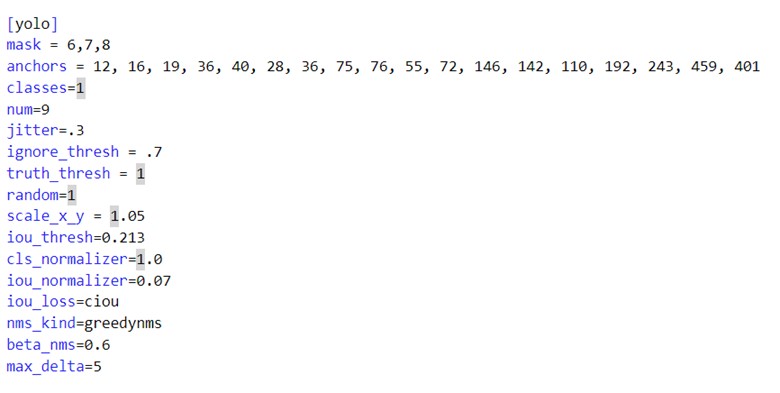 [yolo]
mask = 6,7,8
anchors = 12, 16, 19, 36, 40, 28, 36, 75, 76, 55, 72, 146, 142, 110, 192, 243, 459, 401
classes=1
num=9
jitter=.3
ignore_thresh = .7
truth_thresh = 1
random=1
scale_x_y = 1.05
iou_thresh=0.213
cls_normalizer=1.0
iou_normalizer=0.07
iou_loss=ciou
nms_kind=greedynms
beta_nms=0.6
max_delta=5